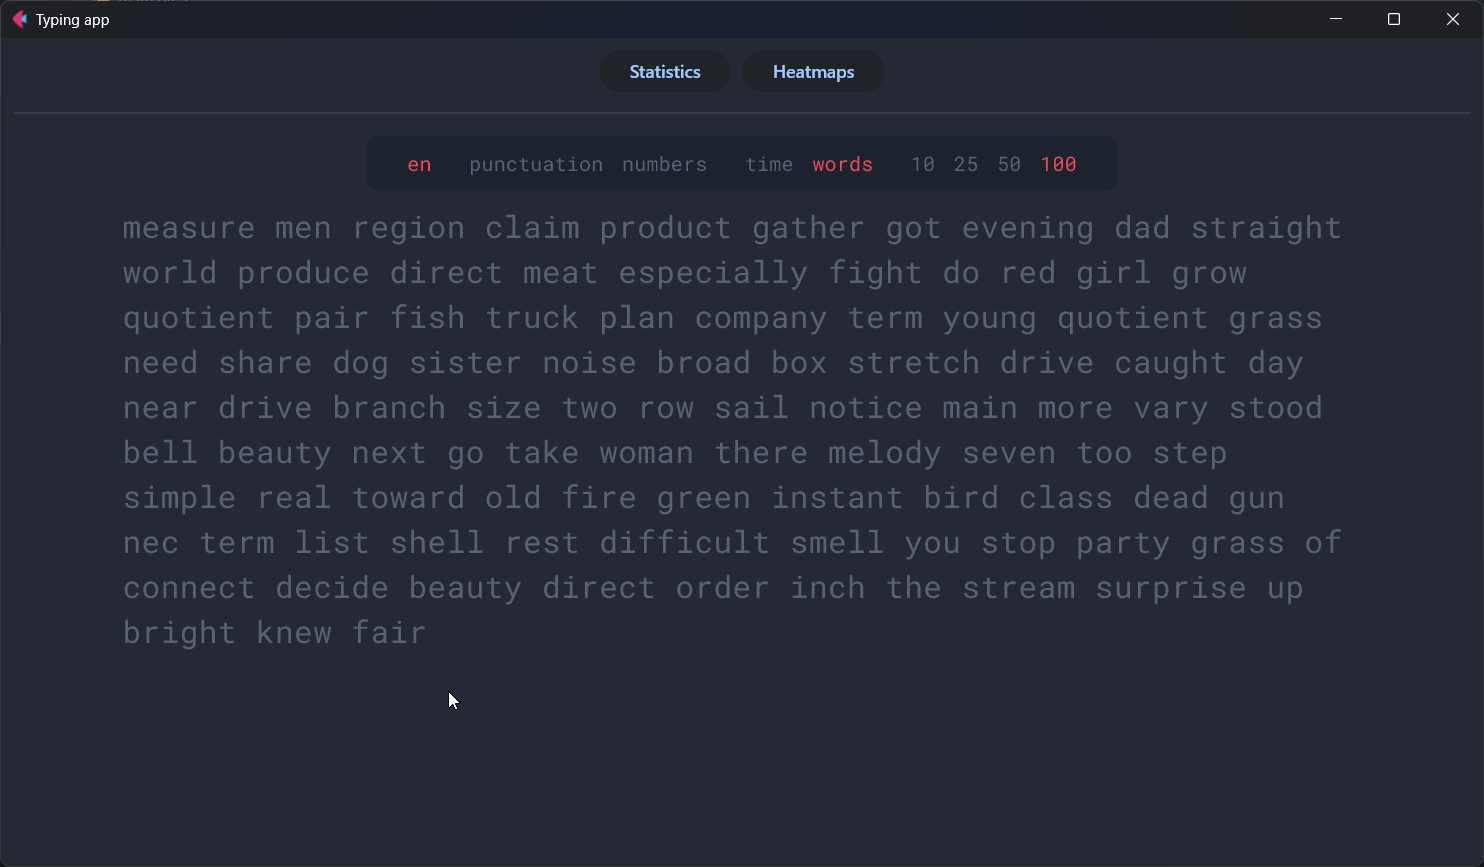 Typing app
Statistics Heatmaps
en punctuation numbers time words 10 25 50 100
measure men region claim product gather got evening dad straight
world produce direct meat especially fight do red girl grow
quotient pair fish truck plan company term young quotient grass
need share dog sister noise broad box stretch drive caught day
near drive branch size two row sail notice main more vary stood
bell beauty next go take woman there melody seven too step
simple real toward old fire green instant bird class dead gun
nec term list shell rest difficult smell you stop party grass of
connect decide beauty direct order inch the stream surprise up
bright knew fair